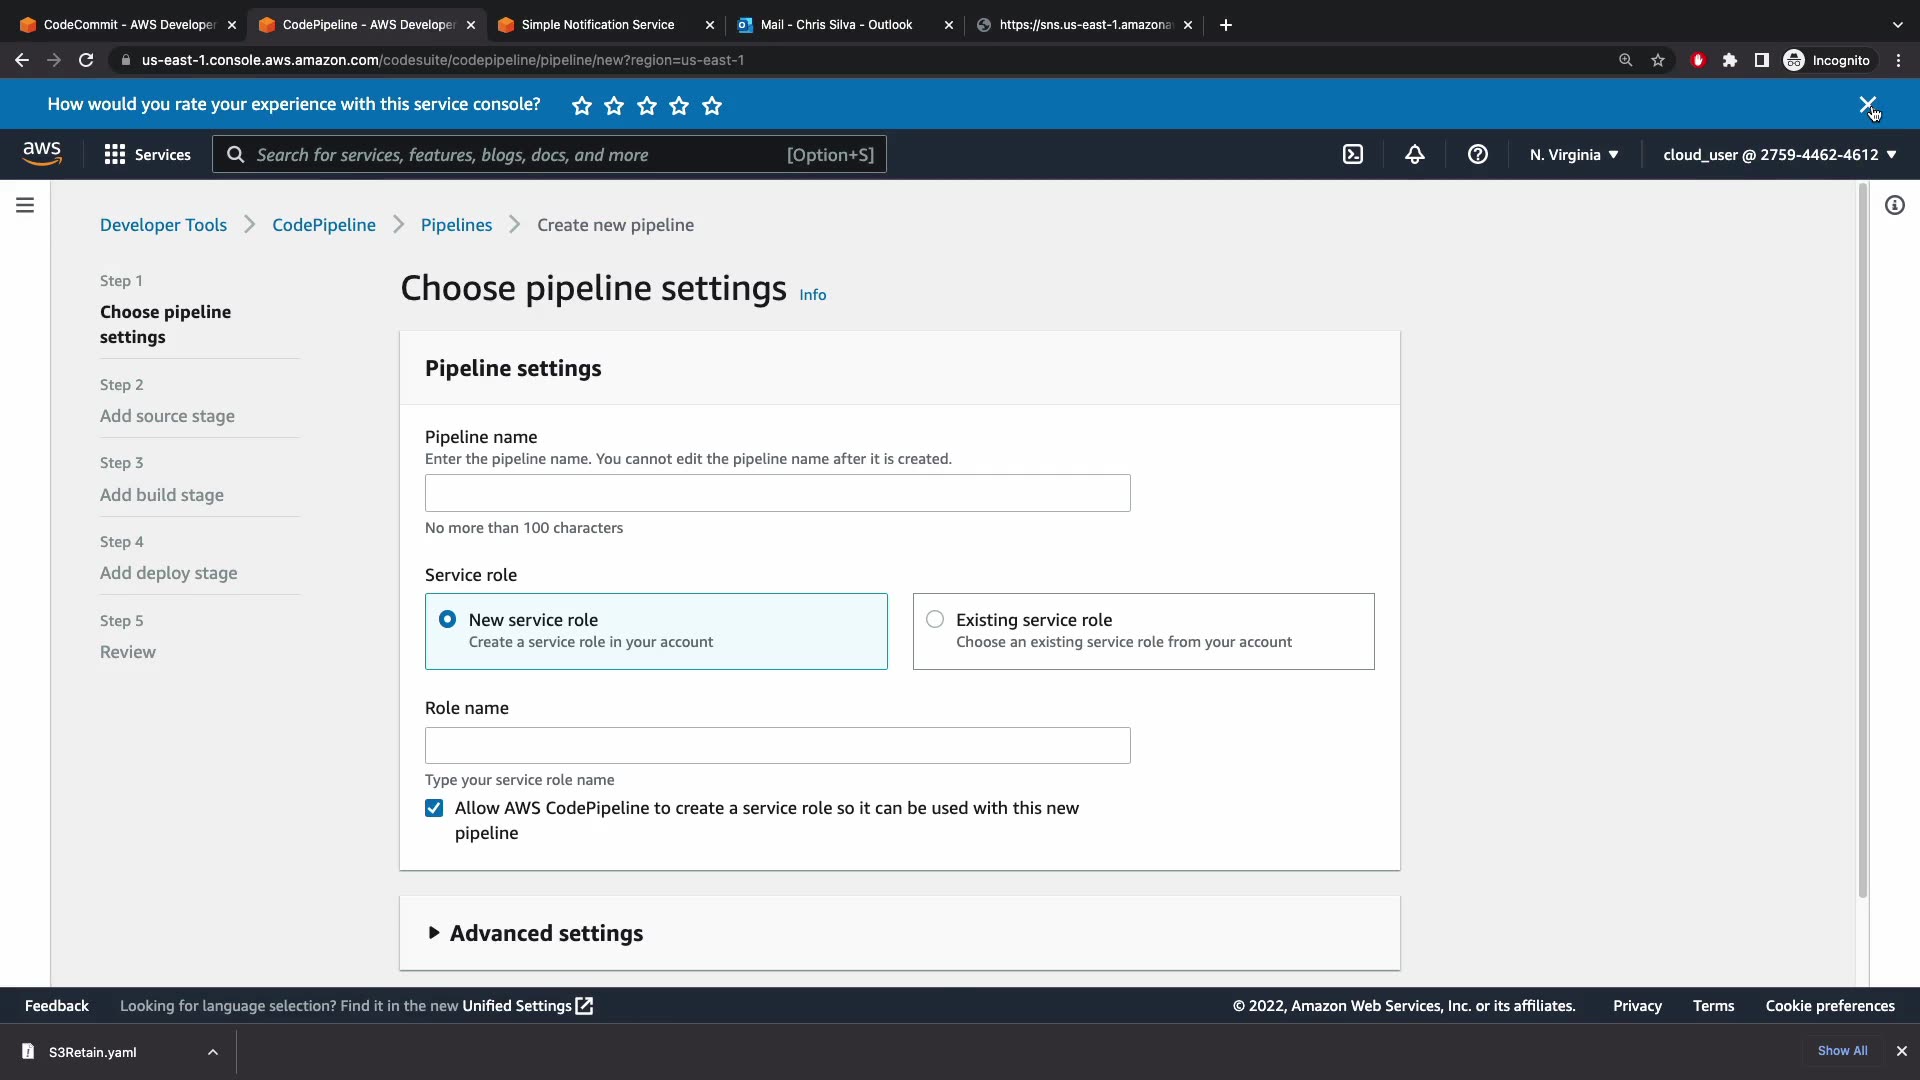 CodeCommit - AWS Developer
CodePipeline - AWS Developer
Simple Notification Service
Mail - Chris Silva - Outlook
https://sns.us-east-1.amazona
us-east-1.console.aws.amazon.com/codesuite/codepipeline/pipeline/new?region=us-east-1
Incognito
How would you rate your experience with this service console?
aws
Services
Search for services, features, blogs, docs, and more
[Option+S]
N. Virginia
cloud_user @ 2759-4462-4612
Developer Tools
CodePipeline
Pipelines
Create new pipeline
Step 1
Choose pipeline
settings
Step 2
Add source stage
Step 3
Add build stage
Step 4
Add deploy stage
Step 5
Review
Choose pipeline settings Info
Pipeline settings
Pipeline name
Enter the pipeline name. You cannot edit the pipeline name after it is created.
No more than 100 characters
Service role
New service role
Create a service role in your account
Existing service role
Choose an existing service role from your account
Role name
Type your service role name
Allow AWS CodePipeline to create a service role so it can be used with this new
pipeline
Advanced settings
Feedback
Looking for language selection? Find it in the new Unified Settings
© 2022, Amazon Web Services, Inc. or its affiliates.
Privacy
Terms
Cookie preferences
S3Retain.yaml
Show All